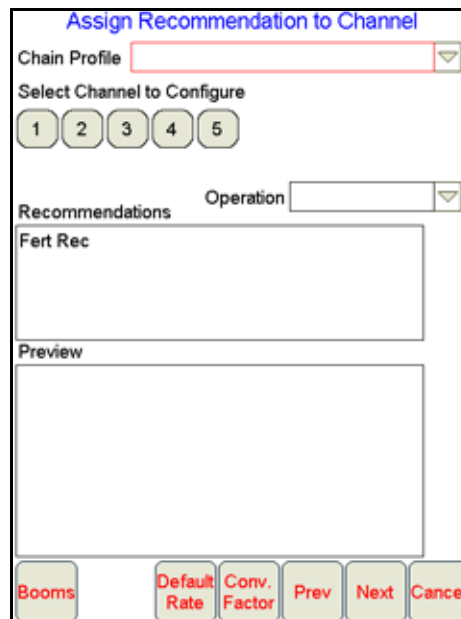 Assign Recommendation to Channel
Chain Profile
Select Channel to Configure
1 2 3 4 5
Operation
Recommendations
Fert Rec
Preview
Booms
Default Rate
Conv. Factor
Prev
Next
Cance